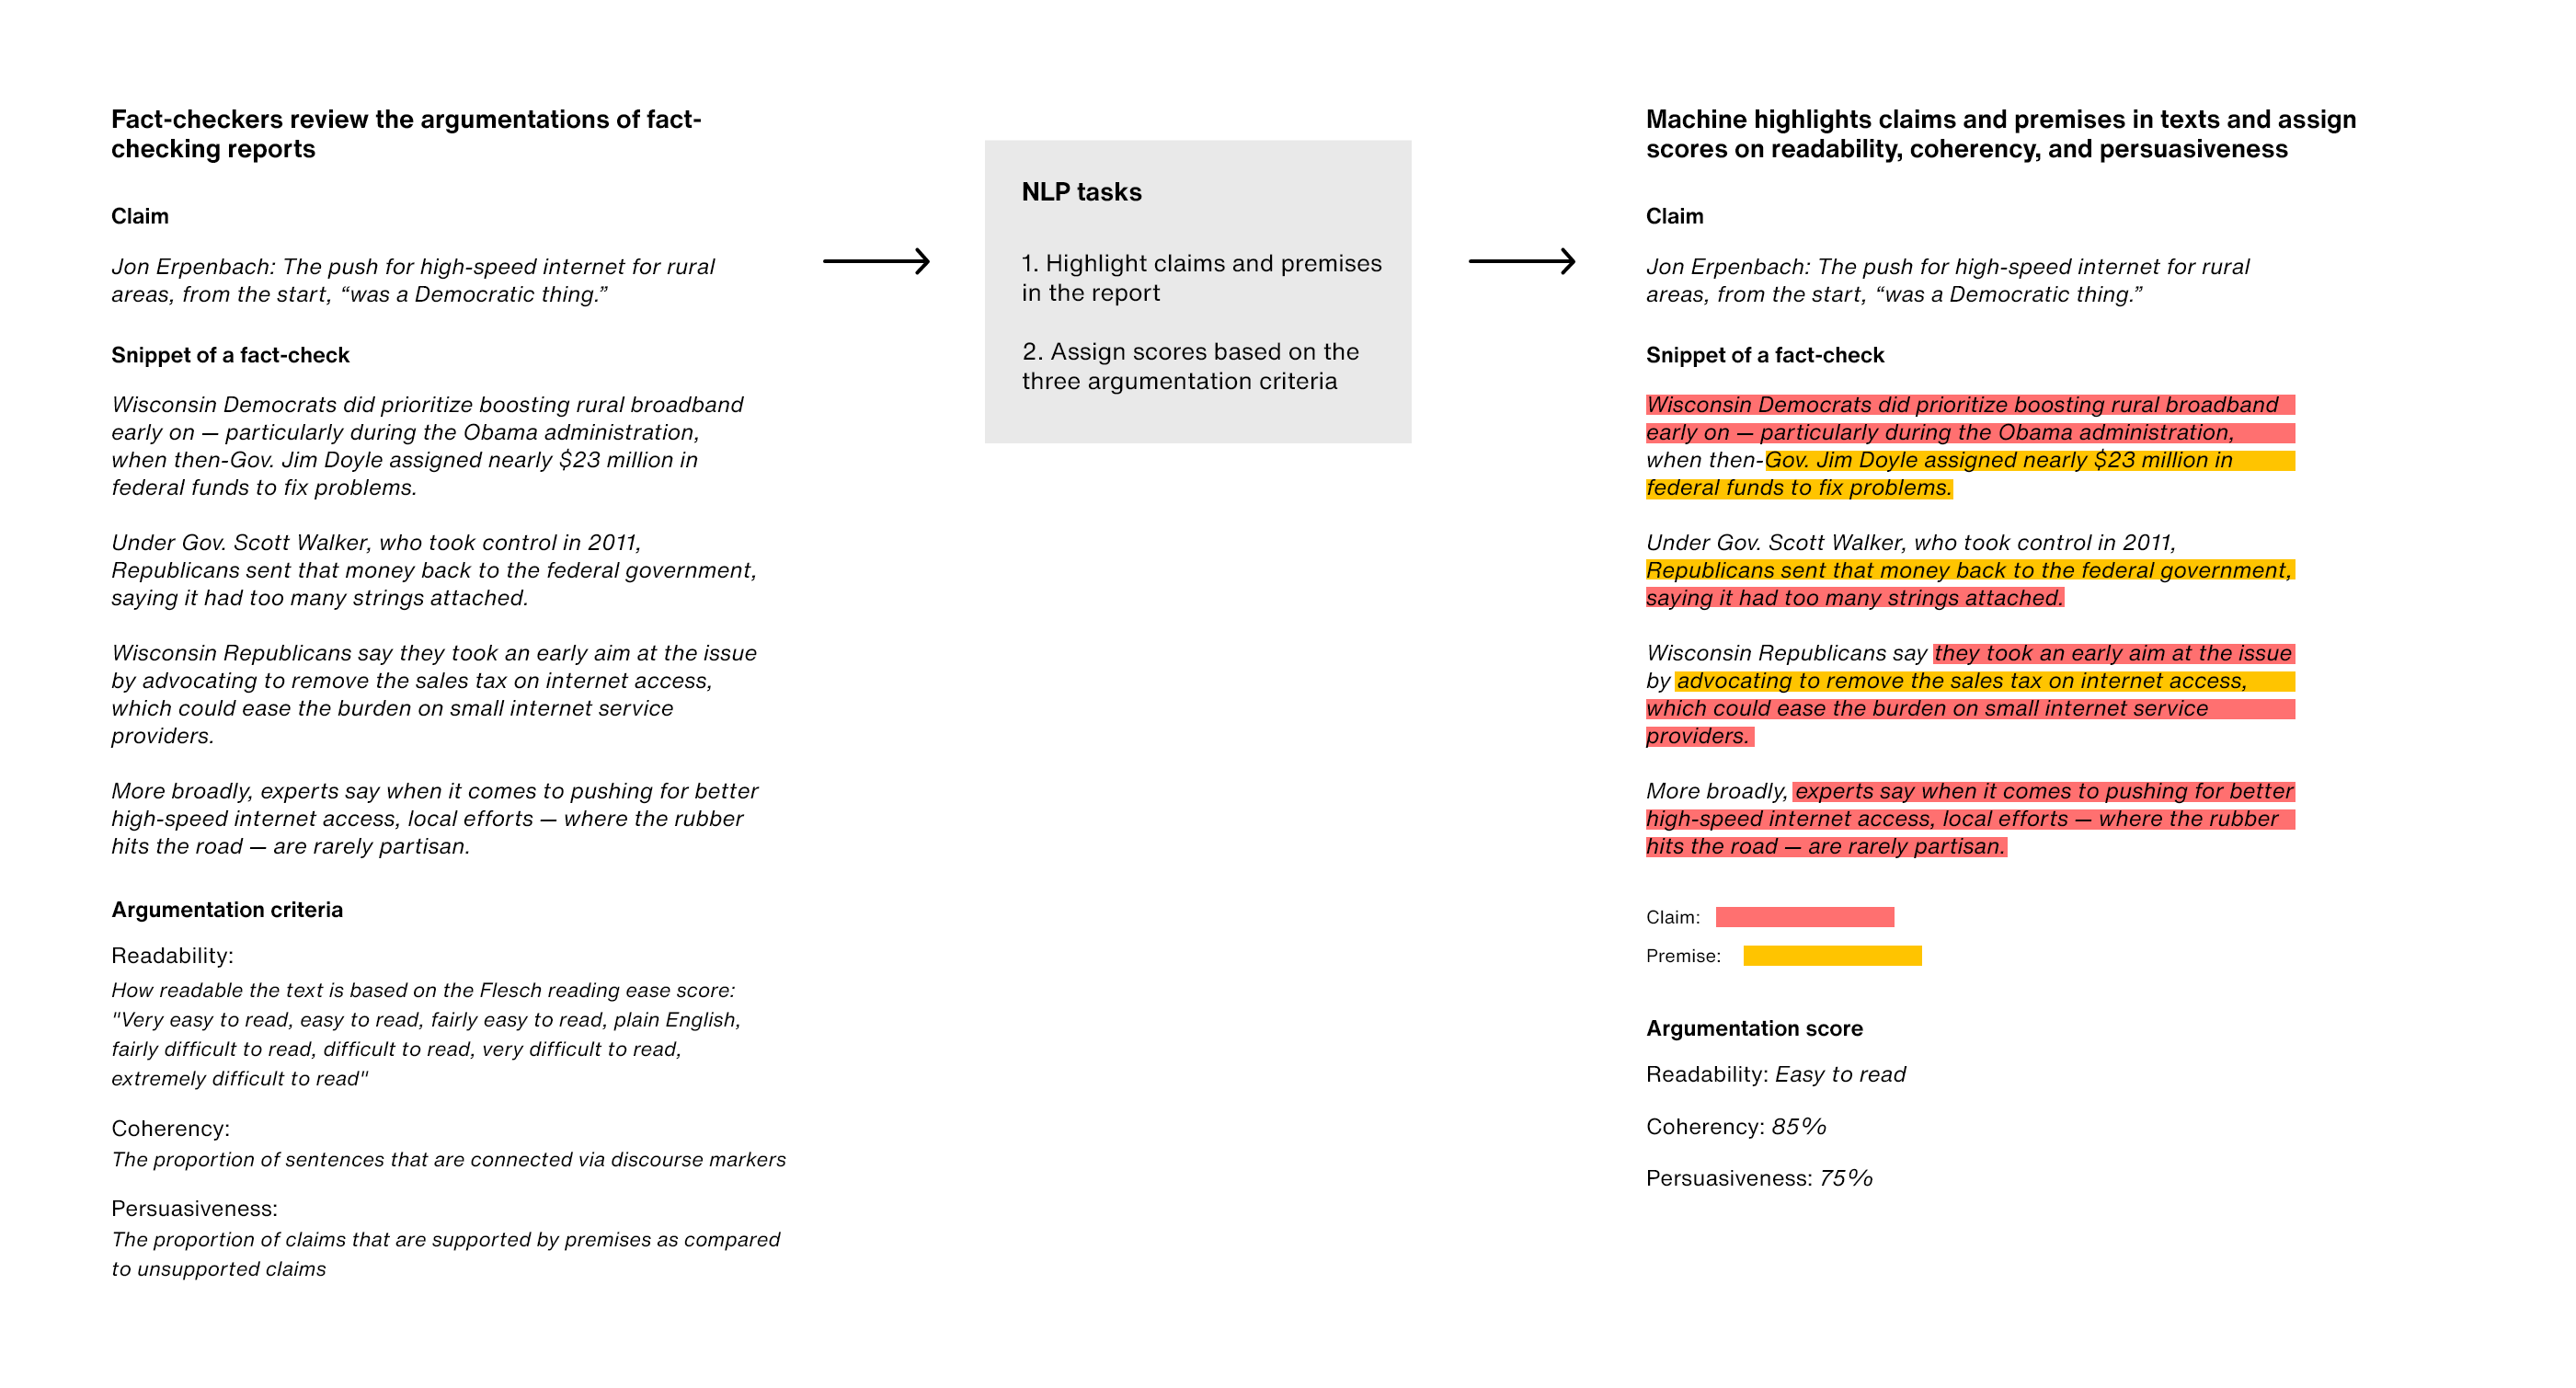 Fact-checkers review the argumentations of fact-
checking reports
Claim
Jon Erpenbach: The push for high-speed internet for rural
areas, from the start, “was a Democratic thing.”
Snippet of a fact-check
Wisconsin Democrats did prioritize boosting rural broadband
early on — particularly during the Obama administration,
when then-Gov. Jim Doyle assigned nearly $23 million in
federal funds to fix problems.
Under Gov. Scott Walker, who took control in 2011,
Republicans sent that money back to the federal government,
saying it had too many strings attached.
Wisconsin Republicans say they took an early aim at the issue
by advocating to remove the sales tax on internet access,
which could ease the burden on small internet service
providers.
More broadly, experts say when it comes to pushing for better
high-speed internet access, local efforts — where the rubber
hits the road — are rarely partisan.
Argumentation criteria
Readability:
How readable the text is based on the Flesch reading ease score:
"Very easy to read, easy to read, fairly easy to read, plain English,
fairly difficult to read, difficult to read, very difficult to read,
extremely difficult to read"
Coherency:
The proportion of sentences that are connected via discourse markers
Persuasiveness:
The proportion of claims that are supported by premises as compared
to unsupported claims
NLP tasks
1. Highlight claims and premises
in the report
2. Assign scores based on the
three argumentation criteria
Machine highlights claims and premises in texts and assign
scores on readability, coherency, and persuasiveness
Claim
Jon Erpenbach: The push for high-speed internet for rural
areas, from the start, “was a Democratic thing.”
Snippet of a fact-check
Wisconsin Democrats did prioritize boosting rural broadband
early on — particularly during the Obama administration,
when then-Gov. Jim Doyle assigned nearly $23 million in
federal funds to fix problems.
Under Gov. Scott Walker, who took control in 2011,
Republicans sent that money back to the federal government,
saying it had too many strings attached.
Wisconsin Republicans say they took an early aim at the issue
by advocating to remove the sales tax on internet access,
which could ease the burden on small internet service
providers.
More broadly, experts say when it comes to pushing for better
high-speed internet access, local efforts — where the rubber
hits the road — are rarely partisan.
Claim:
Premise:
Argumentation score
Readability: Easy to read
Coherency: 85%
Persuasiveness: 75%